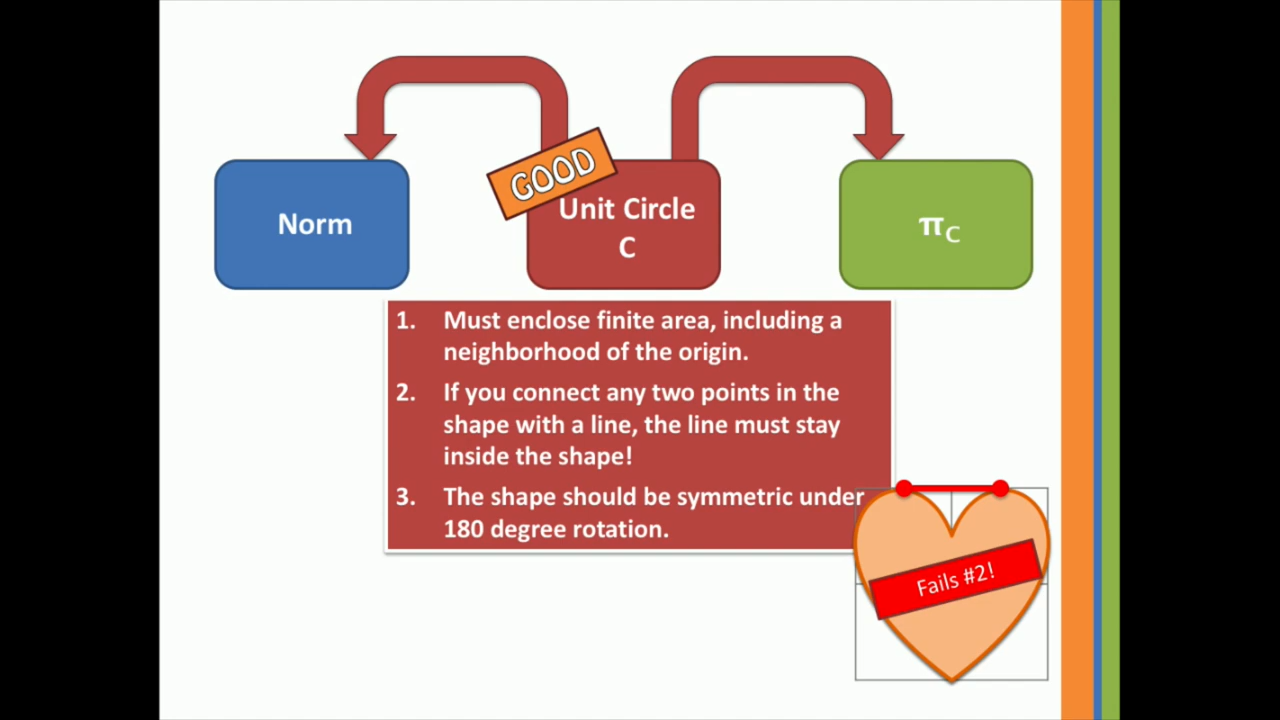 GOOD
Norm
Unit Circle
C
πC
1. Must enclose finite area, including a
neighborhood of the origin.
2. If you connect any two points in the
shape with a line, the line must stay
inside the shape!
3. The shape should be symmetric under
180 degree rotation.
Fails #2!